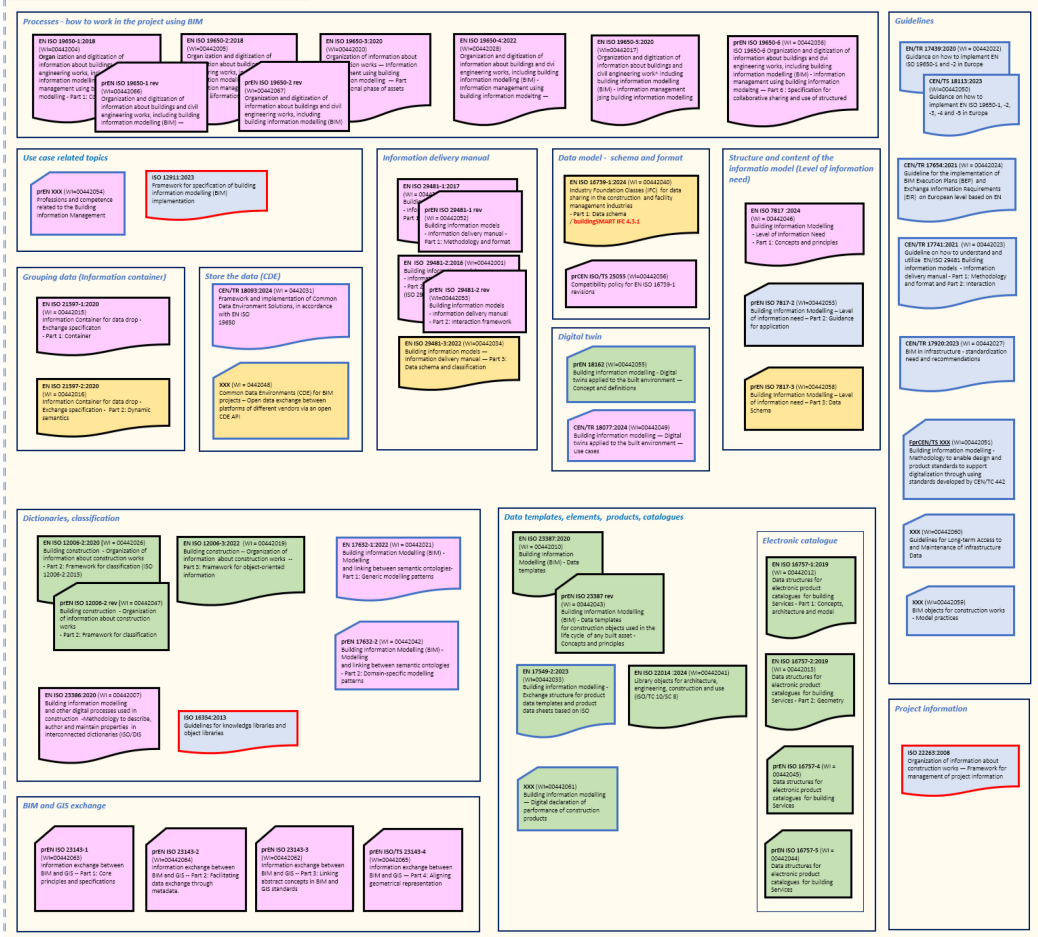 Processes - how to work in the project using BIM
EN ISO 19650-1:2018
(WI=00442004)
Organization and digitization of
information about buildings
engineering works,
modelling - Part 1:
prEN ISO 19650-1 rev
(WI=00442066)
Organization and digitization of
information about buildings and civil
engineering works, including
building information modelling (BIM) —
EN ISO 19650-2:2018
(WI=00442005)
Organization and digitization of
prEN ISO 19650-2 rev
(WI=00442067)
Organization and digitization of
information about buildings and civil
engineering works, including
building information modelling (BIM)
EN ISO 19650-3:2020
(WI=00442020)
Organization and digitization of
information about buildings and civil
— Part
phase of assets
EN ISO 19650-4:2022
(WI=00442028)
Organization and digitization of
information about buildings and dvi
engineering works, including building
information modelling (BIM) -
Information management using
building information modeltng —
EN ISO 19650-5:2020
(WI=00442017)
Organization and digitization of
information about buildings and
civil engineering work^ including
building information modelling
(BIM) - Information management
jsing building information modelling
prEN ISO 19650-6 (WI = 00442036)
ISO 19650-6 Organization and digitization of
information about buildings and dvi
engineering works, including building
information modelling (BIM) - Information
management using building information
modeltng — Part 6 : Specification for
collaborative sharing and use of structured
Guidelines
EN/TR 17439:2020 (WI=00442022)
Guidance on how to implement EN
ISO 19650-1 and -2 in Europe
CEN/TS 18113:2023
(WI=00442050)
Guidance on how to
implement EN ISO 19650-1, -2,
-3, -4 and -5 in Europe
CEN/TR 17654:2021 (WI=00442024)
Guideline for the implementation of
BIM Execution Plans (BEP) and
Exchange Information Requirements
(EIR) on European level based on EN
CEN/TR 17741:2021 (WI=00442023)
Guideline on how to understand and
utilise EN/ISO 29481 Building
information models - Information
delivery manual - Part 1: Methodology
and format and Part 2: Interaction
CEN/TR 17920:2023 (WI=00442027)
BIM in infrastructure - standardization
need and recommendations
FprCEN/TS XXX (WI=00442051)
Building information modelling -
Methodology to enable design and
product standards to support
digitalization through using
standards developed by CEN/TC 442
XXX (WI=00442060)
Guidelines for Long-term Access to
and Maintenance of Infrastructure
Data
XXX (WI=00442059)
BIM objects for construction works
- Model practices
Use case related topics
prEN XXX (WI=00442054)
Professions and competence
related to the Building
Information Management
ISO 12911:2023
Framework for specification of building
information modelling (BIM)
implementation
Information delivery manual
EN ISO 29481-1:2017
prEN ISO 29481-1 rev
(WI = 00442052)
Building information models
- Information delivery manual -
Part 1: Methodology and format
EN ISO 29481-2:2016 (WI=00442001)
prEN ISO 29481-2 rev
(WI=00442053)
Building information models
- Information delivery manual
- Part 2: Interaction framework
EN ISO 29481-3:2022 (WI=00442034)
Building information models —
Information delivery manual — Part 3:
Data schema and classification
Data model - schema and format
EN ISO 16739-1:2024 (WI=00442040)
Industry Foundation Classes (IFC) for data
sharing in the construction and facility
management industries
- Part 1: Data schema
/ buildingSMART IFC 4.3.1
prCEN ISO/TS 25055 (WI=00442056)
Compatibility policy for EN ISO 16739-1
revisions
Structure and content of the
informatio model (Level of information
need)
EN ISO 7817 :2024
(WI=00442046)
Building information Modelling
- Level of Information Need
- Part 1: Concepts and principles
prEN ISO 7817-2 (WI=00442055)
Building Information Modelling – Level
of information need – Part 2: Guidance
for application
prEN ISO 7817-3 (WI=00442058)
Building Information Modelling – Level
of information need – Part 3: Data
Schema
Grouping data (Information container)
EN ISO 21597-1:2020
(WI = 00442015)
Information Container for data drop -
Exchange specificaton
- Part 1: Container
EN ISO 21597-2:2020
(WI = 00442016)
Information Container for data drop -
Exchange specification - Part 2: Dynamic
semantics
Store the data (CDE)
CEN/TR 18093:2024 (WI=00442031)
Framework and implementation of Common
Data Environment Solutions, in accordance
with EN ISO
19650
XXX (WI = 0442048)
Common Data Environments (CDE) for BIM
projects – Open data exchange between
platforms of different vendors via an open
CDE API
Digital twin
prEN 18162 (WI=00442055)
Building information modelling - Digital
twins applied to the built environment —
Concept and definitions
CEN/TR 18077:2024 (WI=00442049)
Building information modelling — Digital
twins applied to the built environment —
Use cases
Dictionaries, classification
EN ISO 12006-2:2020 (WI = 00442026)
Building construction - Organization of
information about construction works
- Part 2: Framework for classification (ISO
12006-2:2015)
prEN ISO 12006-2 rev (WI=00442047)
Building construction - Organization
of information about construction
works
- Part 2: Framework for classification
EN ISO 12006-3:2022 (WI=00442019)
Building construction -- Organization of
information about construction works --
Part 3: Framework for object-oriented
information
EN 17632-1:2022 (WI=00442021)
Building Information Modelling (BIM) -
Modelling
and linking between semantic ontologies-
Part 1: Generic modelling patterns
prEN 17632-2 (WI=00442042)
Building Information Modelling (BIM) -
Modelling
and linking between semantic ontologies
- Part 2: Domain-specific modelling
patterns
EN ISO 23386:2020 (WI = 00442007)
Building information modelling
and other digital processes used in
construction -Methodology to describe,
author and maintain properties in
interconnected dictionaries (ISO/DIS
ISO 16354:2013
Guidelines for knowledge libraries and
object libraries
Data templates, elements, products, catalogues
EN ISO 23387:2020
(WI=00442010)
Building Information
Modelling (BIM) - Data
templates
prEN ISO 23387 rev
(WI=00442043)
Building Information Modelling
(BIM) - Data templates
for construction objects used in the
life cycle of any built asset -
Concepts and principles
EN 17549-2:2023
(WI=00442033)
Building information modelling -
Exchange structure for product
data templates and product
data sheets based on ISO
EN ISO 22014 :2024 (WI=00442041)
Library objects for architecture,
engineering, construction and use
(ISO/TC 10/SC 8)
XXX (WI=00442061)
Building information modelling
— Digital declaration of
performance of construction
products
Electronic catalogue
EN ISO 16757-1:2019
(WI = 00442012)
Data structures for
electronic product
catalogues for building
Services - Part 1: Concepts,
architecture and model
EN ISO 16757-2:2019
(WI = 00442013)
Data structures for
electronic product
catalogues for building
Services - Part 2: Geometry
prEN ISO 16757-4 (WI =
00442045)
Data structures for
electronic product
catalogues for building
Services
prEN ISO 16757-5 (WI =
00442044)
Data structures for
electronic product
catalogues for building
Services
Project information
ISO 22263:2008
Organization of information about
construction works — Framework for
management of project information
BIM and GIS exchange
prEN ISO 23143-1
(WI=00442063)
Information exchange between
BIM and GIS -- Part 1: Core
principles and specifications
prEN ISO 23143-2
(WI=00442064)
Information exchange between
BIM and GIS -- Part 2: Facilitating
data exchange through
metadata.
prEN ISO 23143-3
(WI=00442062)
Information exchange between
BIM and GIS -- Part 3: Linking
abstract concepts in BIM and
GIS standards
prEN ISO/TS 23143-4
(WI=00442065)
Information exchange between
BIM and GIS — Part 4: Aligning
geometrical representation